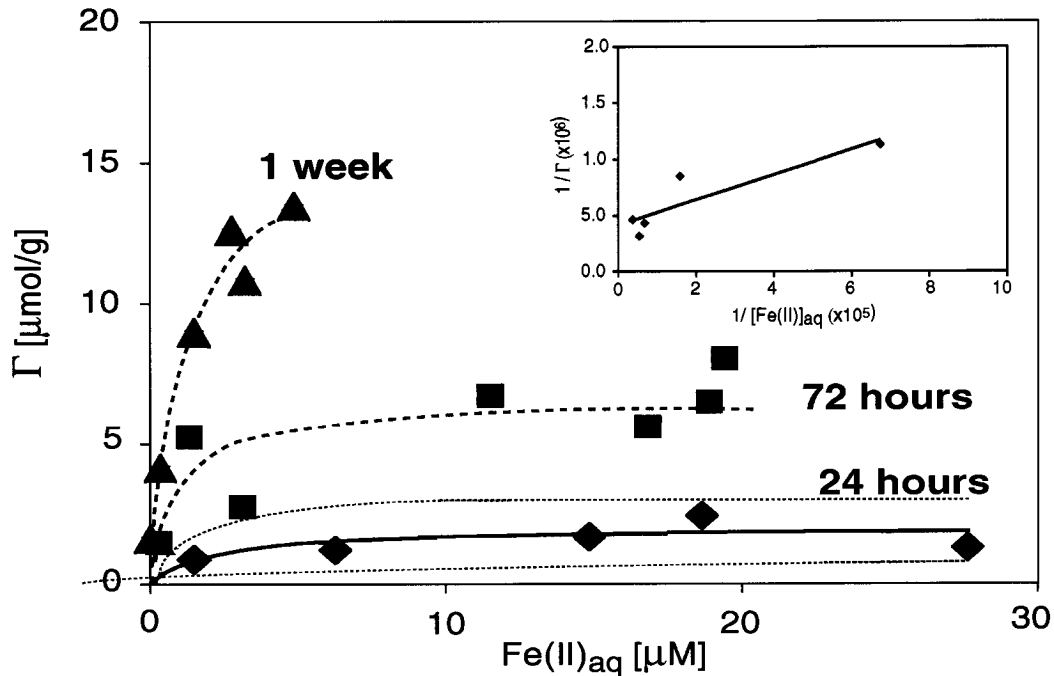 20
15
10
5
0
Γ [μmol/g]
0
10
20
30
Fe(II)aq [μM]
1 week
72 hours
24 hours
2.0
1.5
1.0
5.0
0.0
1/Γ (x10⁶)
0
2
4
6
8
10
1/ [Fe(II)]aq (x10⁵)